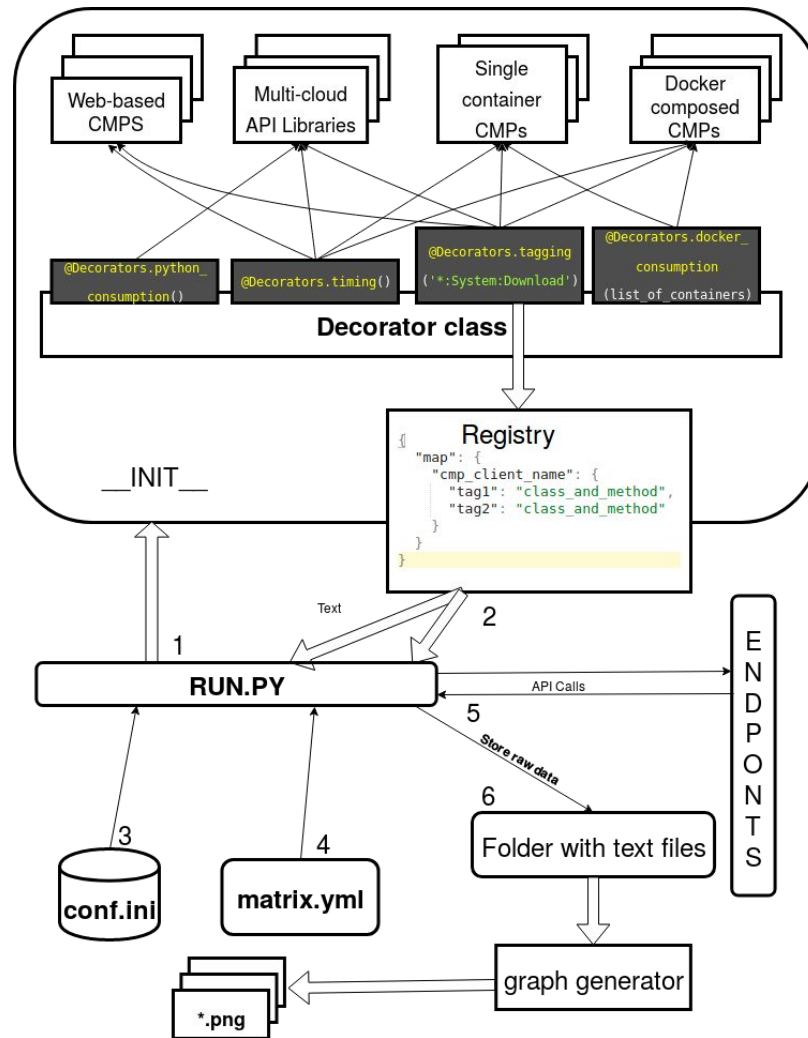 Web-based
CMPS
Multi-cloud
API Libraries
Single
container
CMPs
Docker
composed
CMPs
@Decorators.python_
consumption()
@Decorators.timing()
@Decorators.tagging
('*:System:Download')
@Decorators.docker_
consumption
(list_of_containers)
Decorator class
Registry
{
"map": {
"cmp_client_name": {
"tag1": "class_and_method",
"tag2": "class_and_method"
}
}
}
__INIT__
Text
2
1
RUN.PY
API Calls
5
Store raw data
6
3
4
conf.ini
matrix.yml
Folder with text files
ENDPONTS
graph generator
*.png